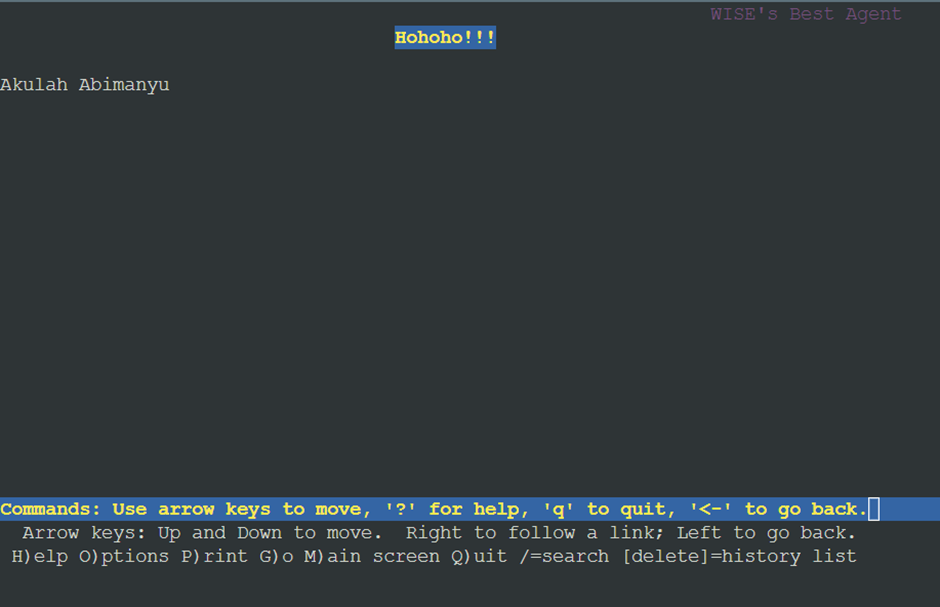 WISE's Best Agent
Hohoho!!!
Akulah Abimanyu
Commands: Use arrow keys to move, '?' for help, 'q' to quit, '<-' to go back.
Arrow keys: Up and Down to move.  Right to follow a link; Left to go back.
H)elp O)ptions P)rint G)o M)ain screen Q)uit /=search [delete]=history list